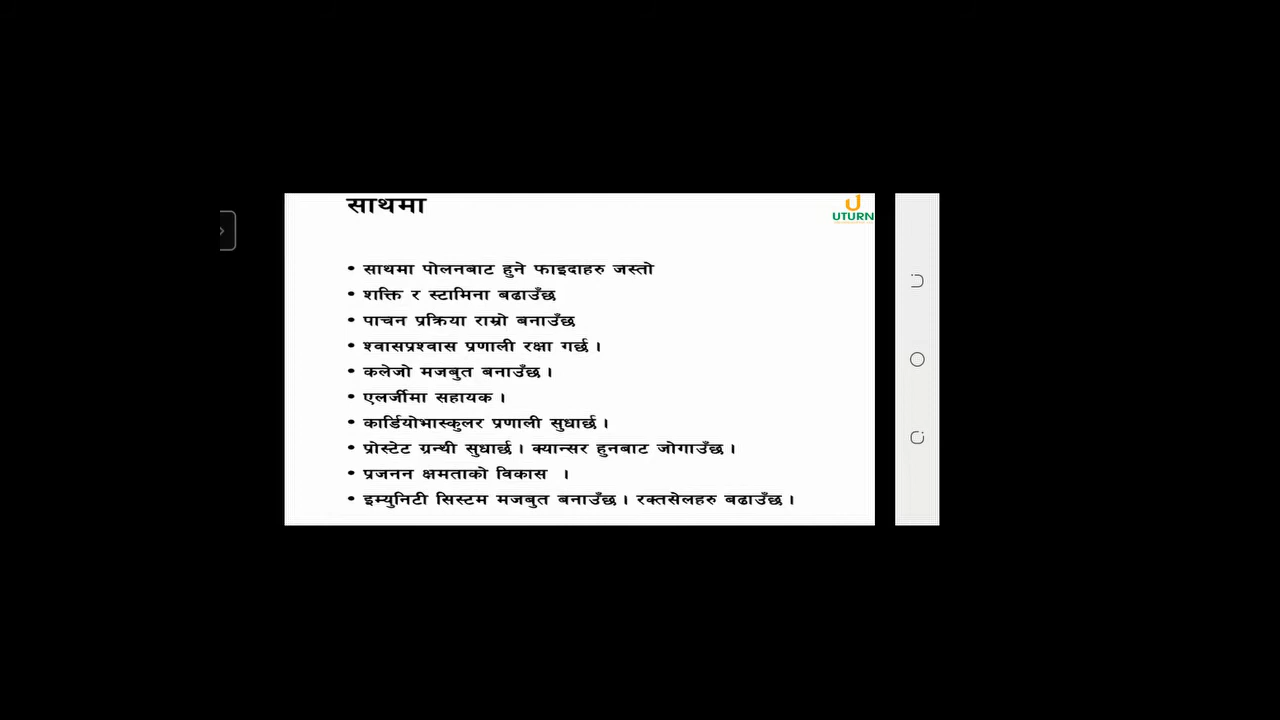 साथमा
UTURN
• साथमा पोलनबाट हुने फाइदाहरु जस्तो
• शक्ति र स्टामिना बढाउँछ
• पाचन प्रक्रिया राम्रो बनाउँछ
• श्वासप्रश्वास प्रणाली रक्षा गर्छ ।
• कलेजो मजबुत बनाउँछ ।
• एलर्जीमा सहायक ।
• कार्डियोभास्कुलर प्रणाली सुधार्छ ।
• प्रोस्टेट ग्रन्थी सुधार्छ । क्यान्सर हुनबाट जोगाउँछ ।
• प्रजनन क्षमताको विकास ।
• इम्युनिटी सिस्टम मजबुत बनाउँछ । रक्तसेलहरु बढाउँछ ।